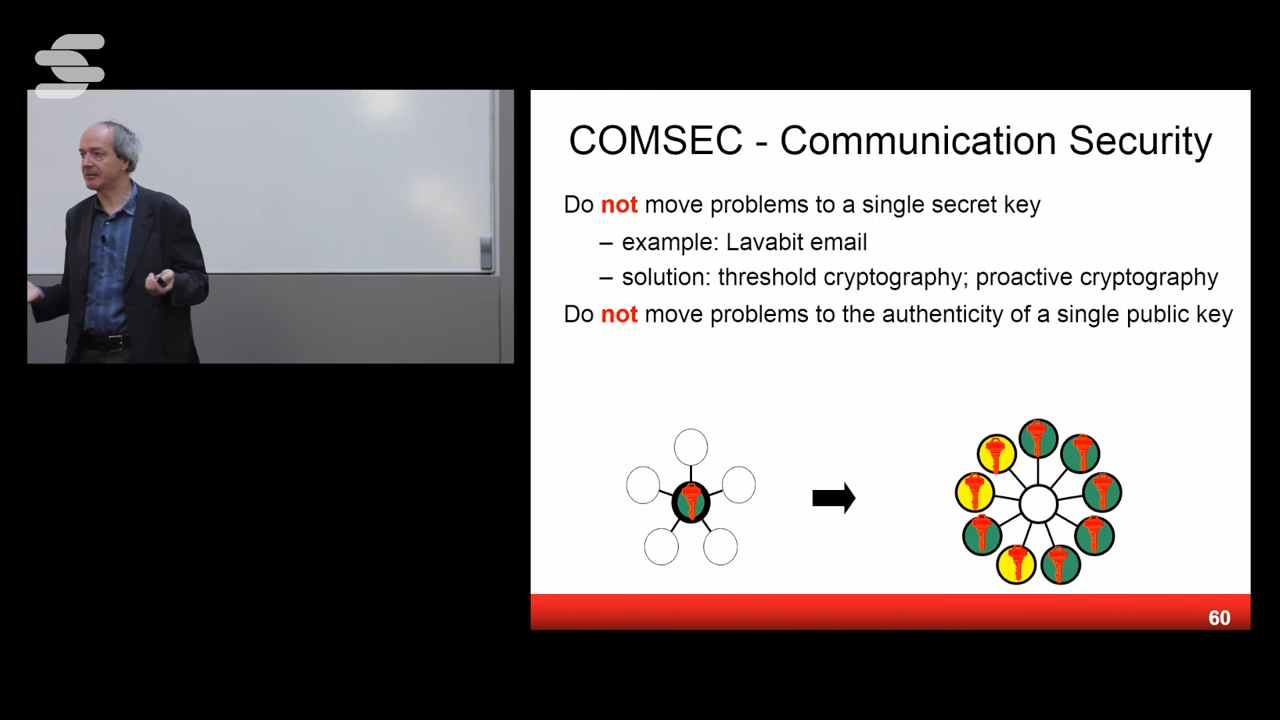 COMSEC - Communication Security
Do not move problems to a single secret key
– example: Lavabit email
– solution: threshold cryptography; proactive cryptography
Do not move problems to the authenticity of a single public key
60